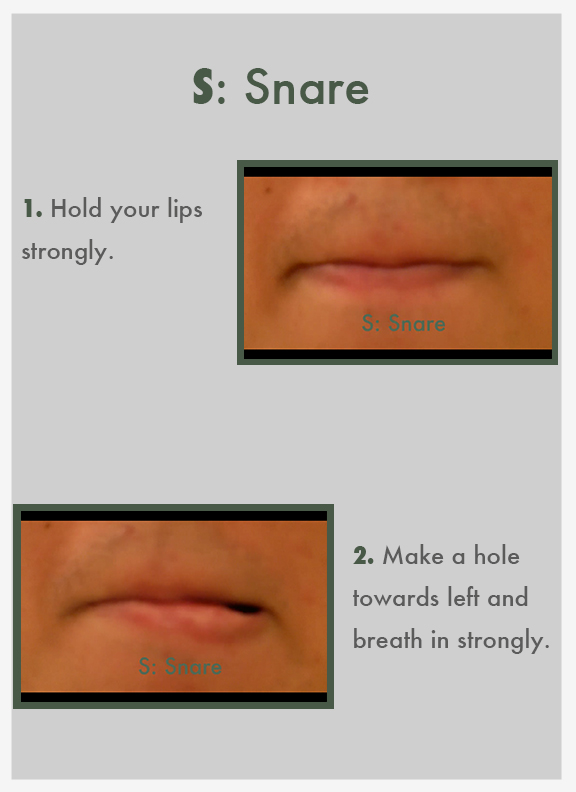 S: Snare
1. Hold your lips
strongly.
S: Snare
2. Make a hole
towards left and
breath in strongly.
S: Snare